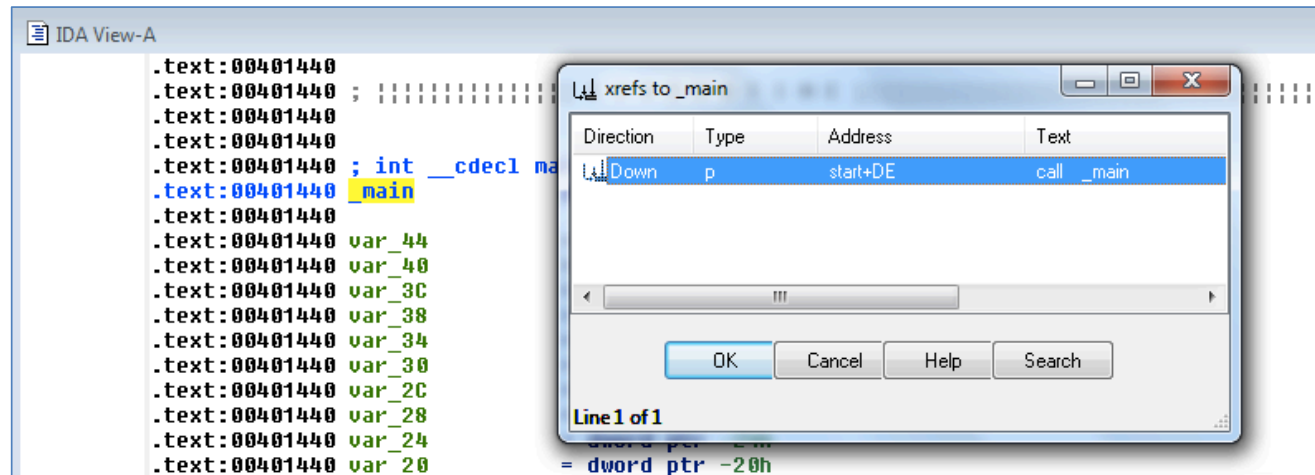 IDA View-A
.text:00401440
.text:00401440 ; ¦¦¦¦¦¦¦¦¦¦¦¦¦
.text:00401440
.text:00401440
.text:00401440 ; int __cdecl ma
.text:00401440 _main
.text:00401440
.text:00401440 var_44
.text:00401440 var_40
.text:00401440 var_3C
.text:00401440 var_38
.text:00401440 var_34
.text:00401440 var_30
.text:00401440 var_2C
.text:00401440 var_28
.text:00401440 var_24
.text:00401440 var_20 = dword ptr -20h
xrefs to _main
Direction Type Address Text
Down p start+DE call _main
OK Cancel Help Search
Line 1 of 1